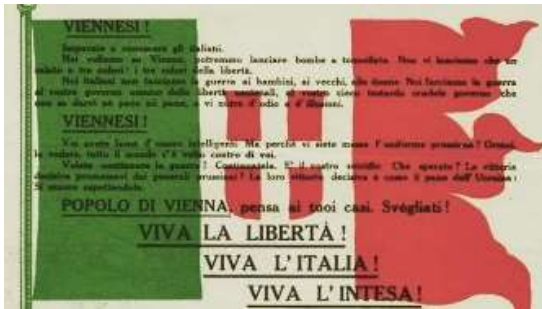 VIENNESI !
Imparate a conoscere gli italiani.
Noi voliamo su Vienna, potremmo lanciare bombe a tonnellate. Non vi lanciamo che un
saluto a tre colori: i tre colori della libertà.
Noi italiani non facciamo la guerra ai bambini, ai vecchi, alle donne. Noi facciamo la guerra
al vostro governo nemico delle libertà nazionali, al vostro cieco testardo crudele governo che
non sa darvi nè pace nè pane, e vi nutre d'odio e d'illusioni.
VIENNESI !
Voi avete fama d'essere intelligenti. Ma perchè vi siete messa l'uniforme prussiana? Ormai,
lo vedete, tutto il mondo s'è volto contro di voi.
Volete continuare la guerra? Continuatela. E' il vostro suicidio. Che sperate? La vittoria
decisiva promessavi dai generali prussiani? La loro vittoria decisiva è come il pane dell'Ucraina:
Si muore aspettandola.
POPOLO DI VIENNA, pensa ai tuoi casi. Svégliati !
VIVA LA LIBERTÀ !
VIVA L'ITALIA !
VIVA L'INTESA !